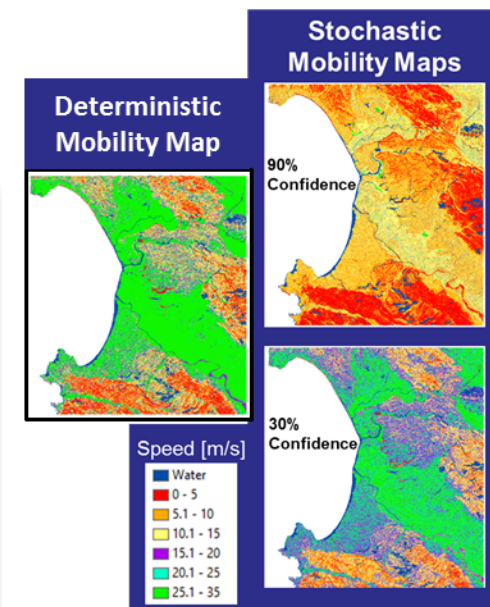 Stochastic
Mobility Maps
Deterministic
Mobility Map
90%
Confidence
30%
Confidence
Speed [m/s]
Water
0 - 5
5.1 - 10
10.1 - 15
15.1 - 20
20.1 - 25
25.1 - 35